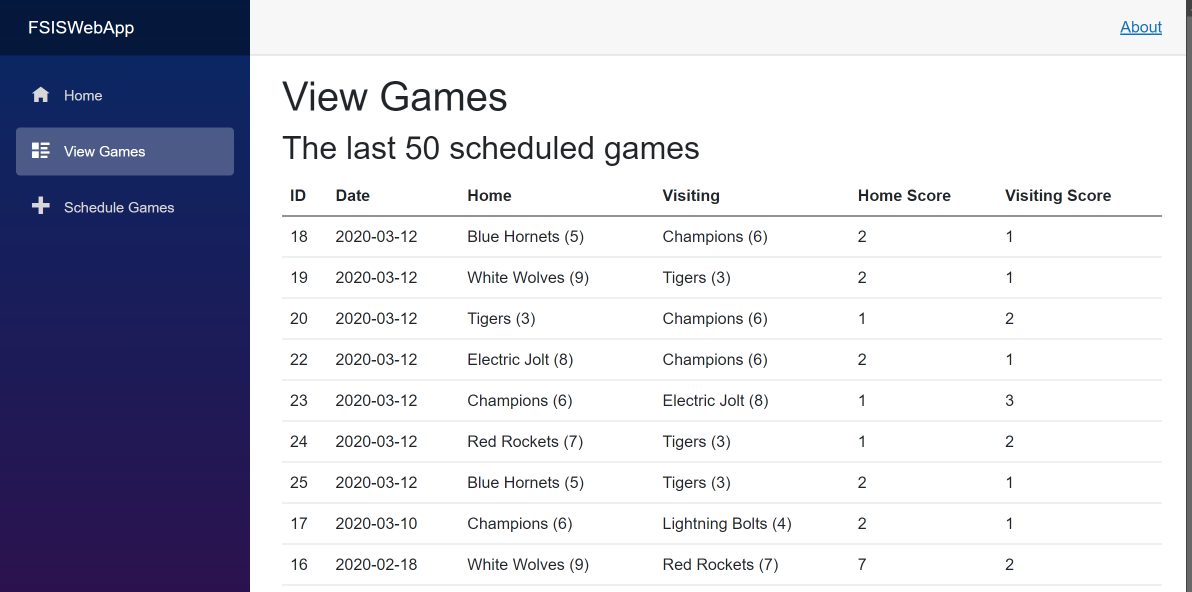 FSISWebApp
About
Home
View Games
Schedule Games
View Games
The last 50 scheduled games
ID Date Home Visiting Home Score Visiting Score
18 2020-03-12 Blue Hornets (5) Champions (6) 2 1
19 2020-03-12 White Wolves (9) Tigers (3) 2 1
20 2020-03-12 Tigers (3) Champions (6) 1 2
22 2020-03-12 Electric Jolt (8) Champions (6) 2 1
23 2020-03-12 Champions (6) Electric Jolt (8) 1 3
24 2020-03-12 Red Rockets (7) Tigers (3) 1 2
25 2020-03-12 Blue Hornets (5) Tigers (3) 2 1
17 2020-03-10 Champions (6) Lightning Bolts (4) 2 1
16 2020-02-18 White Wolves (9) Red Rockets (7) 7 2